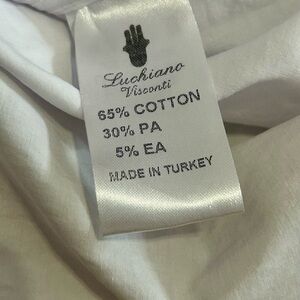 Luchiano
Visconti
65% COTTON
30% PA
5% EA
MADE IN TURKEY